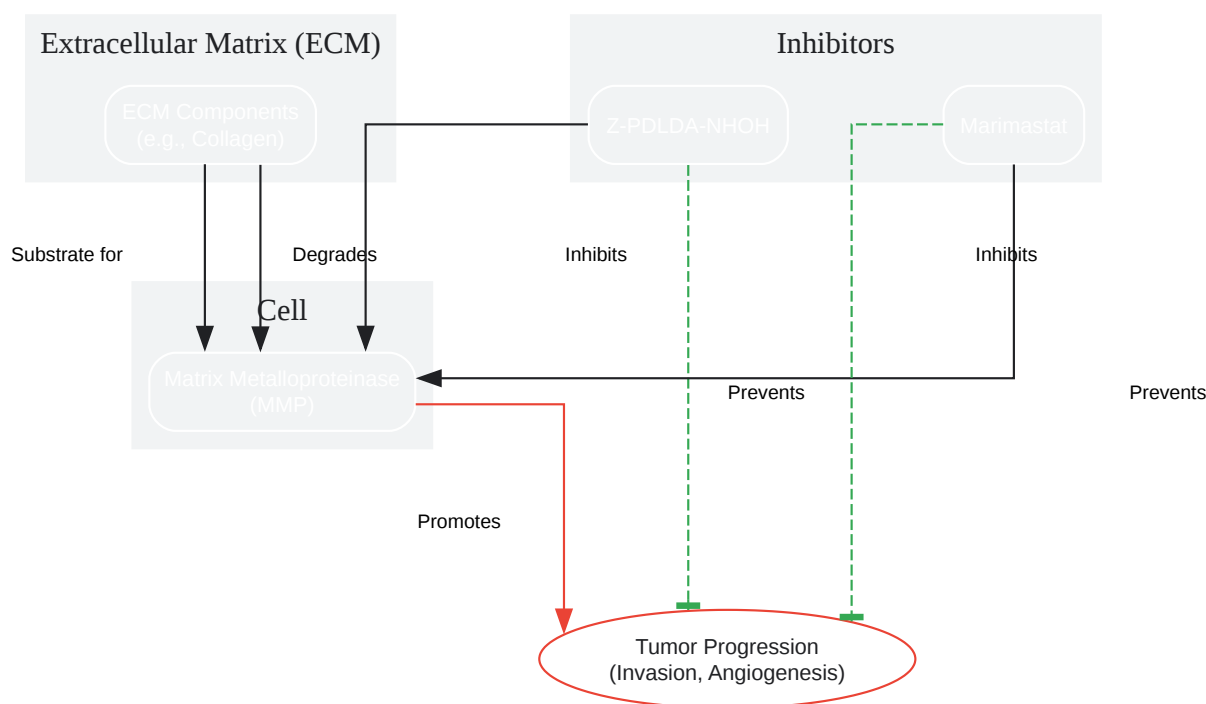 Extracellular Matrix (ECM)
Inhibitors
ECM Components
(e.g., Collagen)
Z-PDLDA-NHOH
Marimastat
Substrate for
Degrades
Inhibits
Inhibits
Cell
Matrix Metalloproteinase
(MMP)
Prevents
Prevents
Promotes
Tumor Progression
(Invasion, Angiogenesis)